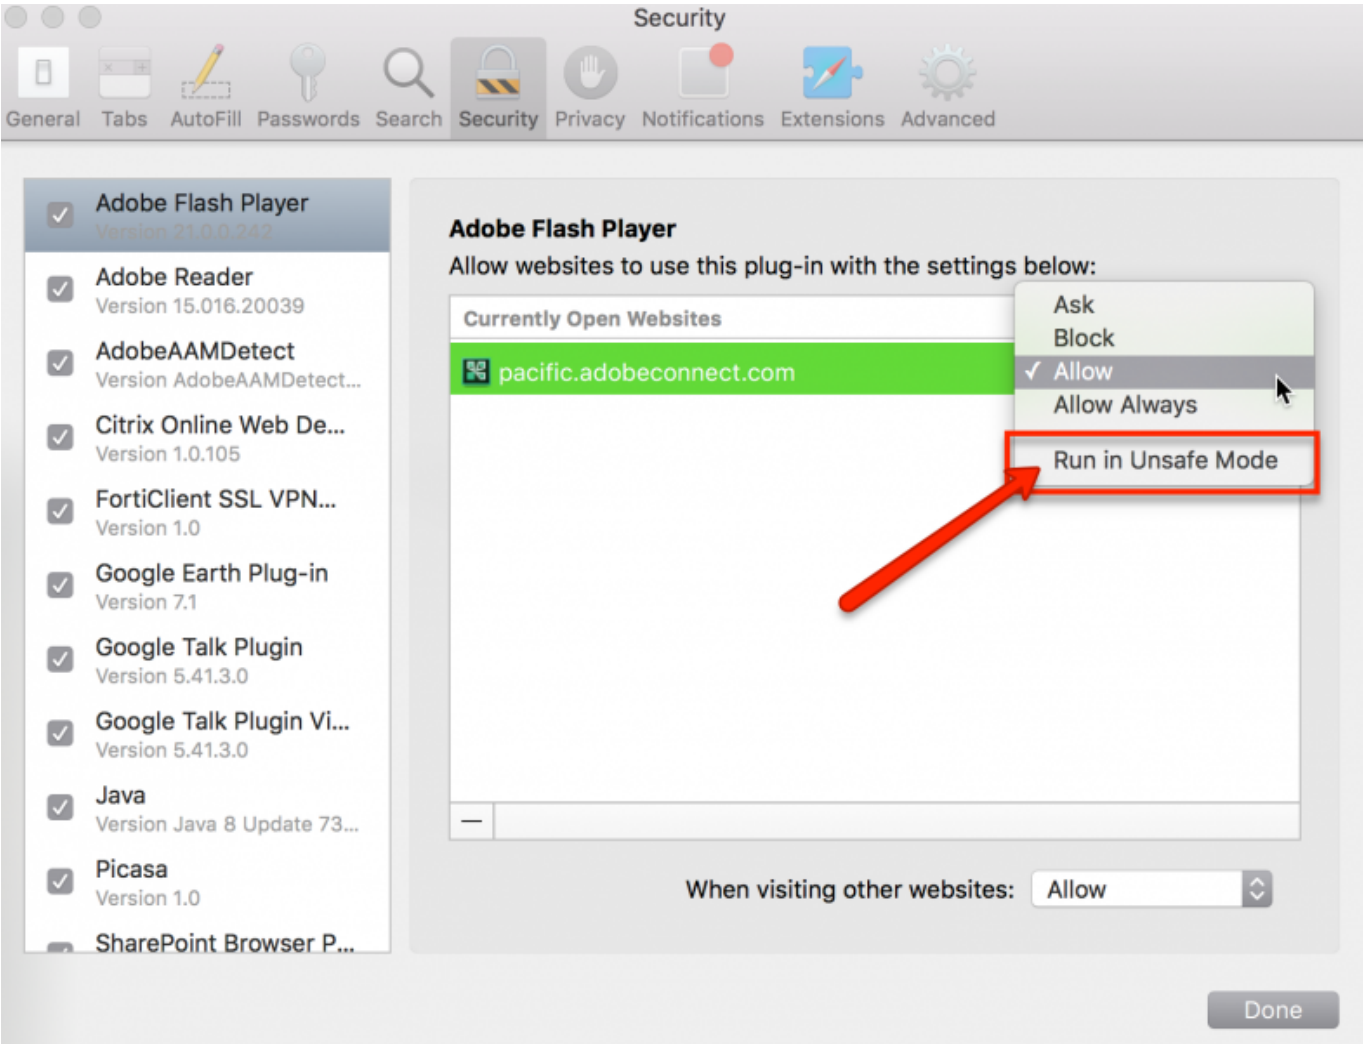 Security
General Tabs AutoFill Passwords Search Security Privacy Notifications Extensions Advanced
Adobe Flash Player
Version 21.0.0.242
Adobe Reader
Version 15.016.20039
AdobeAAMDetect
Version AdobeAAMDetect...
Citrix Online Web De...
Version 1.0.105
FortiClient SSL VPN...
Version 1.0
Google Earth Plug-in
Version 7.1
Google Talk Plugin
Version 5.41.3.0
Google Talk Plugin Vi...
Version 5.41.3.0
Java
Version Java 8 Update 73...
Picasa
Version 1.0
SharePoint Browser P...
Adobe Flash Player
Allow websites to use this plug-in with the settings below:
Currently Open Websites
pacific.adobeconnect.com
Ask
Block
✓ Allow
Allow Always
Run in Unsafe Mode
When visiting other websites: Allow
Done